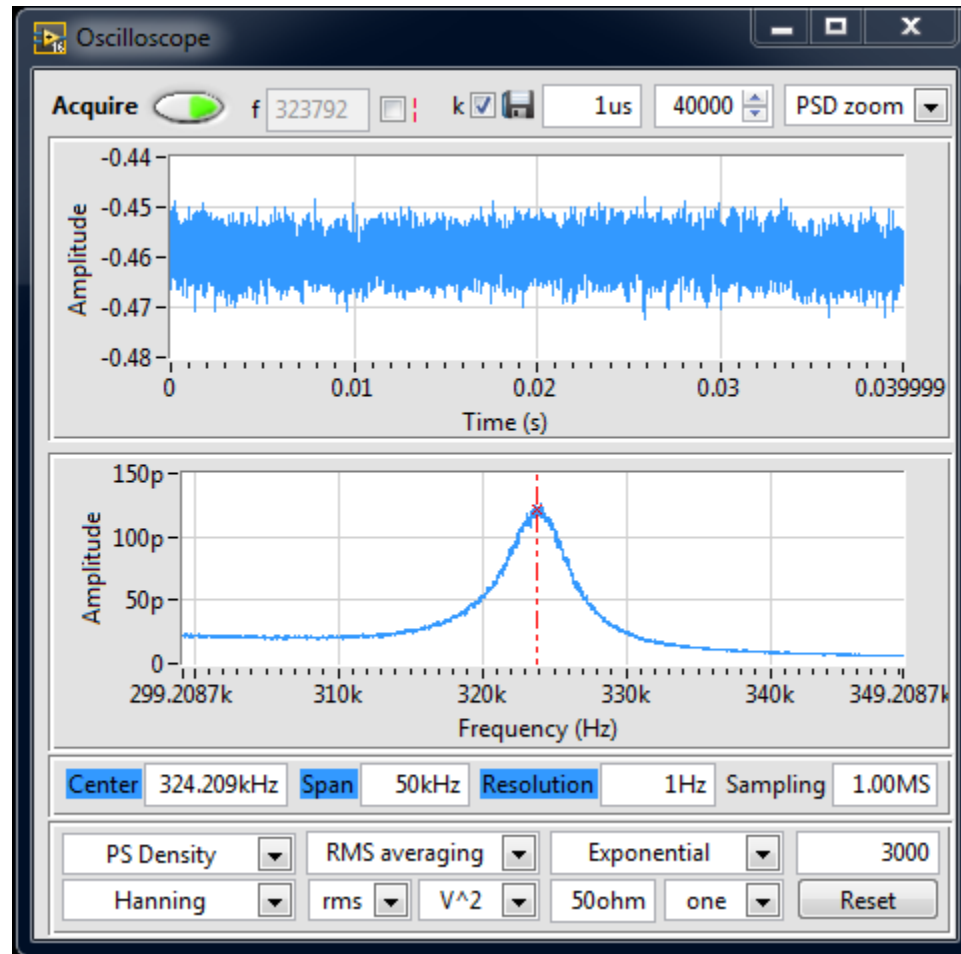 Oscilloscope
Acquire f 323792 k 1us 40000 PSD zoom
-0.44
-0.45
-0.46
-0.47
-0.48
Amplitude
0 0.01 0.02 0.03 0.039999
Time (s)
150p
100p
50p
0
Amplitude
299.2087k 310k 320k 330k 340k 349.2087k
Frequency (Hz)
Center 324.209kHz Span 50kHz Resolution 1Hz Sampling 1.00MS
PS Density RMS averaging Exponential 3000
Hanning rms V^2 50ohm one Reset